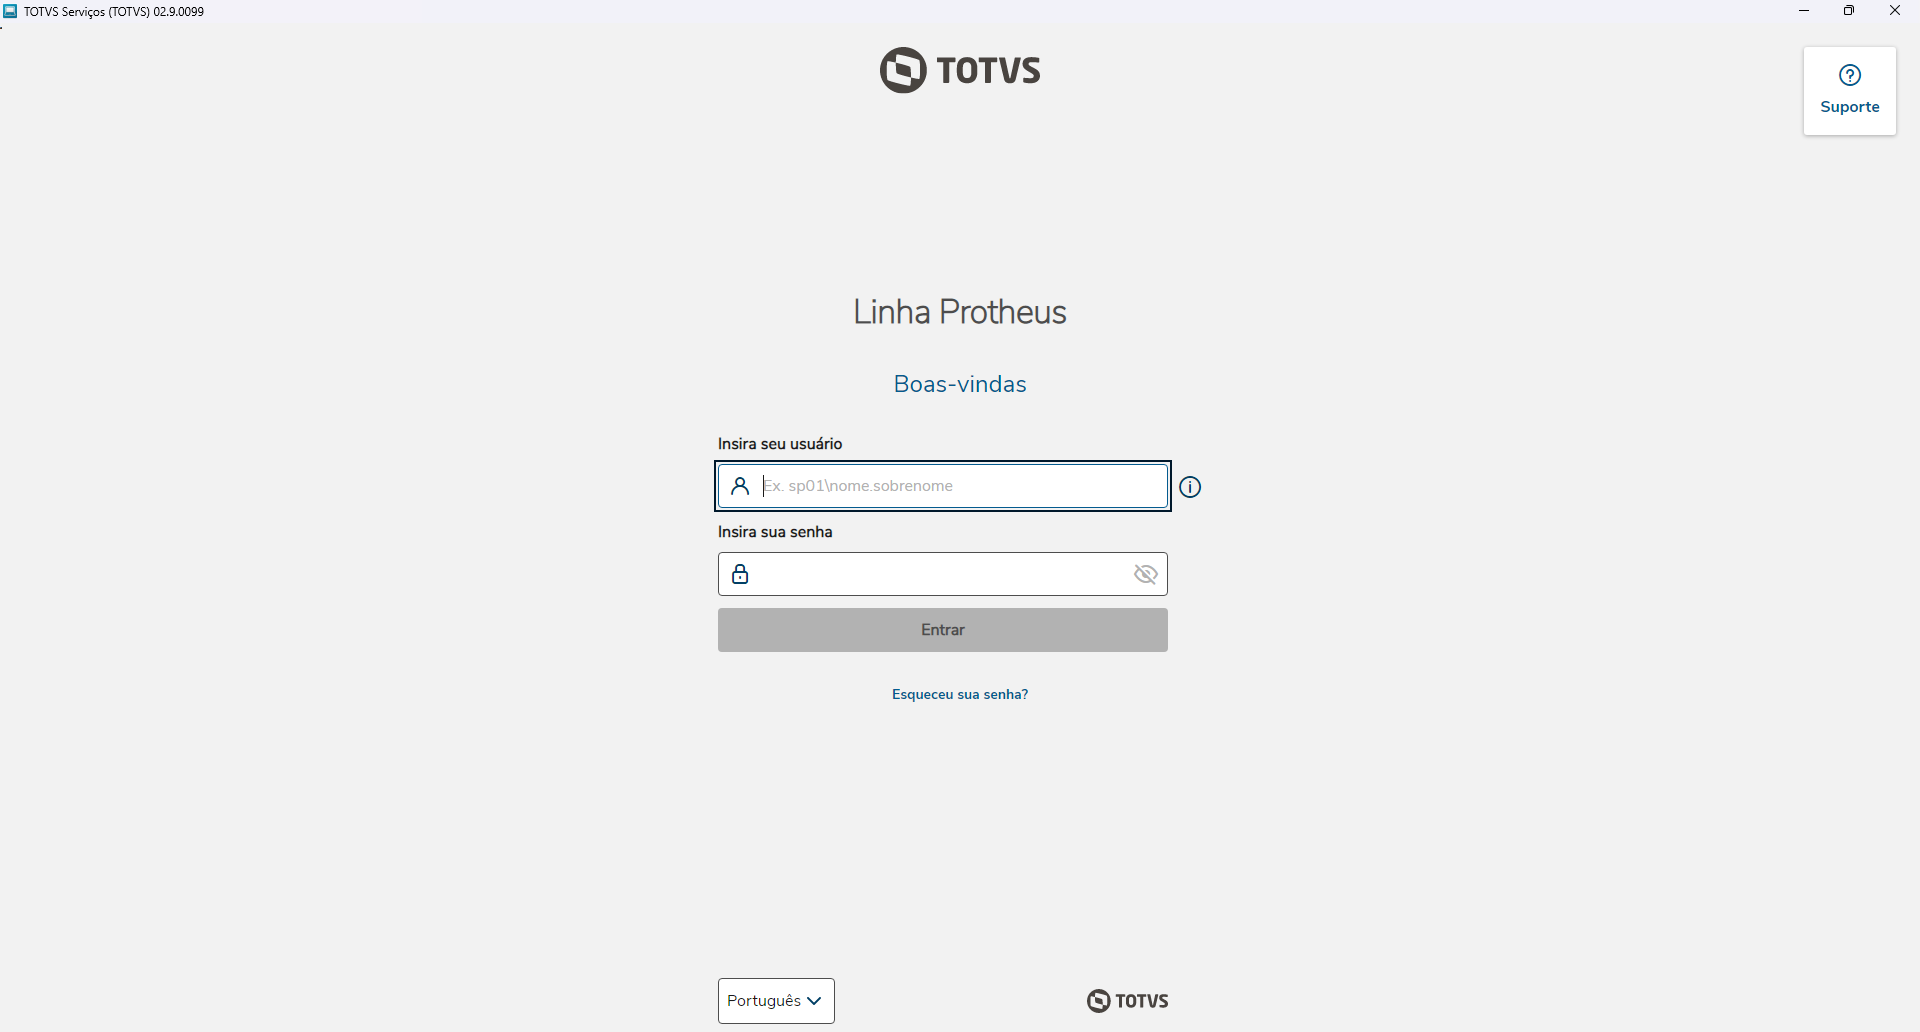 TOTVS Serviços (TOTVS) 02.9.0099
TOTVS
Suporte
Linha Protheus
Boas-vindas
Insira seu usuário
Ex. sp01\nome.sobrenome
Insira sua senha
Entrar
Esqueceu sua senha?
Português
TOTVS